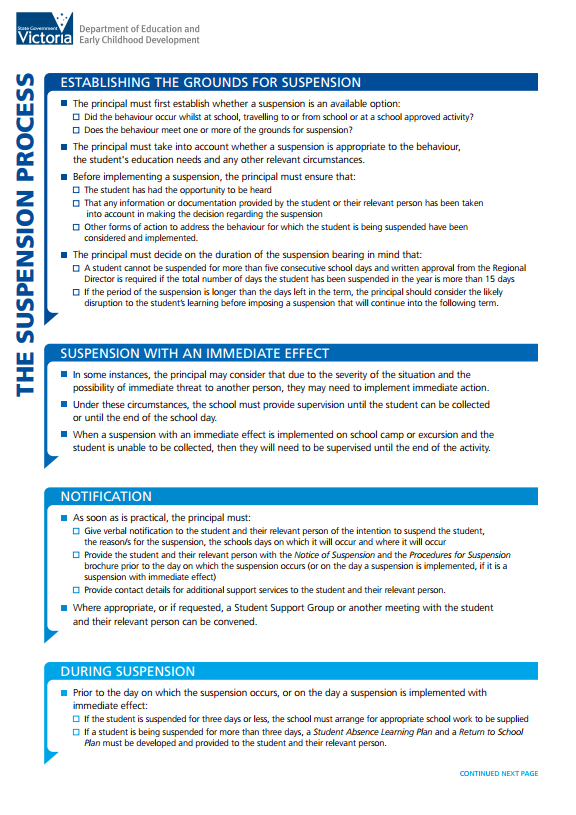 State Government
Victoria
Department of Education and
Early Childhood Development
THE SUSPENSION PROCESS
ESTABLISHING THE GROUNDS FOR SUSPENSION
The principal must first establish whether a suspension is an available option:
Did the behaviour occur whilst at school, travelling to or from school or at a school approved activity?
Does the behaviour meet one or more of the grounds for suspension?
The principal must take into account whether a suspension is appropriate to the behaviour,
the student's education needs and any other relevant circumstances.
Before implementing a suspension, the principal must ensure that:
The student has had the opportunity to be heard
That any information or documentation provided by the student or their relevant person has been taken
into account in making the decision regarding the suspension
Other forms of action to address the behaviour for which the student is being suspended have been
considered and implemented.
The principal must decide on the duration of the suspension bearing in mind that:
A student cannot be suspended for more than five consecutive school days and written approval from the Regional
Director is required if the total number of days the student has been suspended in the year is more than 15 days
If the period of the suspension is longer than the days left in the term, the principal should consider the likely
disruption to the student's learning before imposing a suspension that will continue into the following term.
SUSPENSION WITH AN IMMEDIATE EFFECT
In some instances, the principal may consider that due to the severity of the situation and the
possibility of immediate threat to another person, they may need to implement immediate action.
Under these circumstances, the school must provide supervision until the student can be collected
or until the end of the school day.
When a suspension with an immediate effect is implemented on school camp or excursion and the
student is unable to be collected, then they will need to be supervised until the end of the activity.
NOTIFICATION
As soon as is practical, the principal must:
Give verbal notification to the student and their relevant person of the intention to suspend the student,
the reason/s for the suspension, the schools days on which it will occur and where it will occur
Provide the student and their relevant person with the Notice of Suspension and the Procedures for Suspension
brochure prior to the day on which the suspension occurs (or on the day a suspension is implemented, if it is a
suspension with immediate effect)
Provide contact details for additional support services to the student and their relevant person.
Where appropriate, or if requested, a Student Support Group or another meeting with the student
and their relevant person can be convened.
DURING SUSPENSION
Prior to the day on which the suspension occurs, or on the day a suspension is implemented with
immediate effect:
If the student is suspended for three days or less, the school must arrange for appropriate school work to be supplied
If a student is being suspended for more than three days, a Student Absence Learning Plan and a Return to School
Plan must be developed and provided to the student and their relevant person.
CONTINUED NEXT PAGE